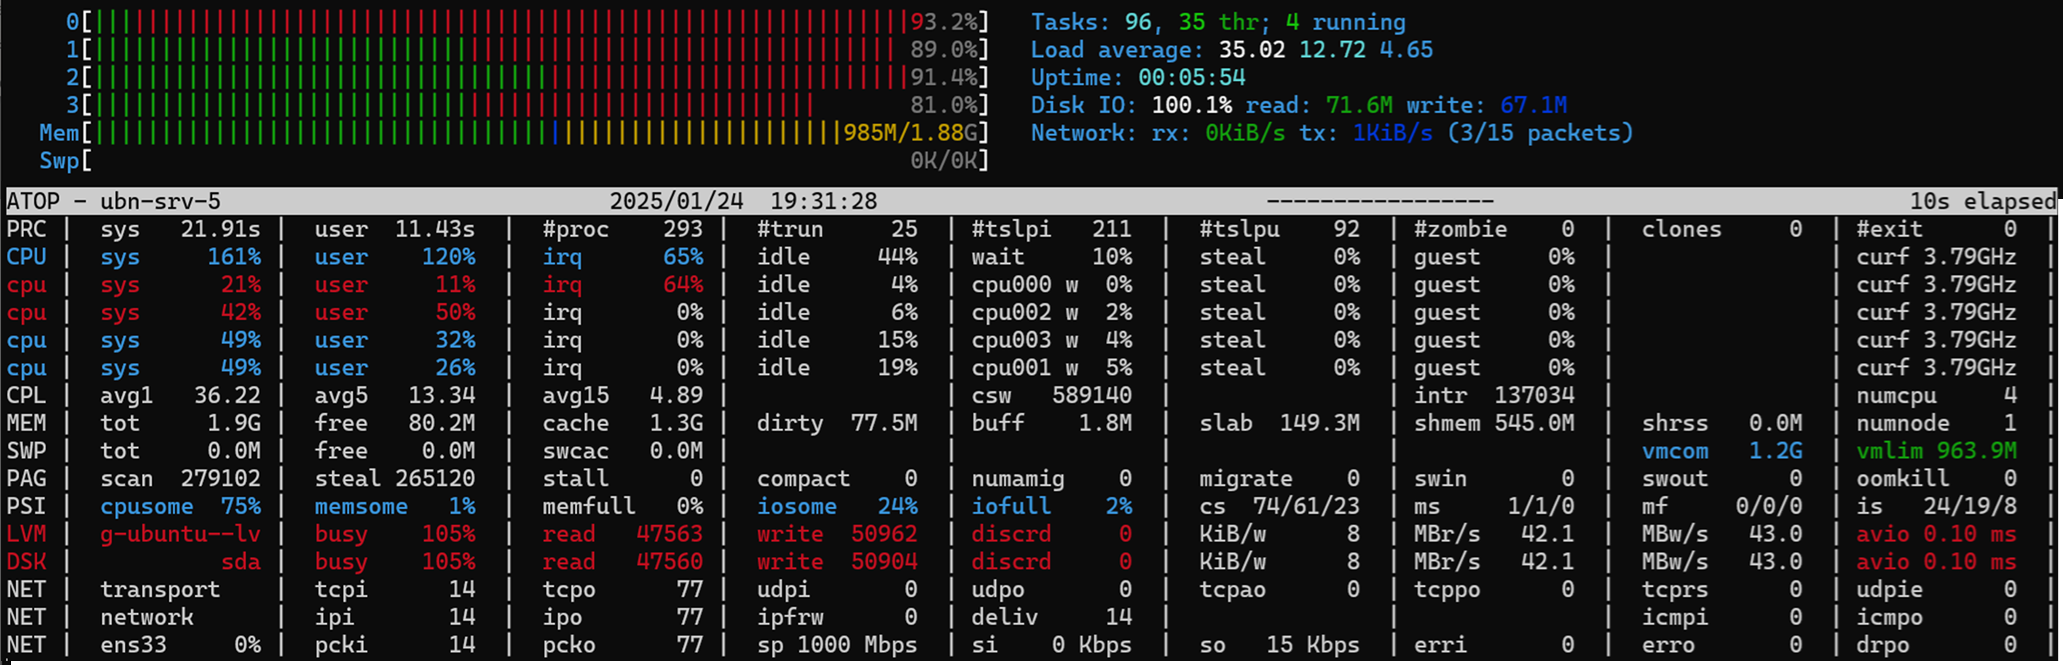 0[ 93.2%] Tasks: 96, 35 thr; 4 running
1[ 89.0%] Load average: 35.02 12.72 4.65
2[ 91.4%] Uptime: 00:05:54
3[ 81.0%] Disk IO: 100.1% read: 71.6M write: 67.1M
Mem[ 985M/1.88G] Network: rx: 0KiB/s tx: 1KiB/s (3/15 packets)
Swp[ 0K/0K]
ATOP - ubn-srv-5 2025/01/24 19:31:28 ----------------- 10s elapsed
PRC | sys 21.91s | user 11.43s | #proc 293 | #trun 25 | #tslpi 211 | #tslpu 92 | #zombie 0 | clones 0 | #exit 0 |
CPU | sys 161% | user 120% | irq 65% | idle 44% | wait 10% | steal 0% | guest 0% | | curf 3.79GHz |
cpu | sys 21% | user 11% | irq 64% | idle 4% | cpu000 w 0% | steal 0% | guest 0% | | curf 3.79GHz |
cpu | sys 42% | user 50% | irq 0% | idle 6% | cpu002 w 2% | steal 0% | guest 0% | | curf 3.79GHz |
cpu | sys 49% | user 32% | irq 0% | idle 15% | cpu003 w 4% | steal 0% | guest 0% | | curf 3.79GHz |
cpu | sys 49% | user 26% | irq 0% | idle 19% | cpu001 w 5% | steal 0% | guest 0% | | curf 3.79GHz |
CPL | avg1 36.22 | avg5 13.34 | avg15 4.89 | | csw 589140 | | intr 137034 | | numcpu 4 |
MEM | tot 1.9G | free 80.2M | cache 1.3G | dirty 77.5M | buff 1.8M | slab 149.3M | shmem 545.0M | shrss 0.0M | numnode 1 |
SWP | tot 0.0M | free 0.0M | swcac 0.0M | | | | | vmcom 1.2G | vmlim 963.9M |
PAG | scan 279102 | steal 265120 | stall 0 | compact 0 | numamig 0 | migrate 0 | swin 0 | swout 0 | oomkill 0 |
PSI | cpusome 75% | memsome 1% | memfull 0% | iosome 24% | iofull 2% | cs 74/61/23 | ms 1/1/0 | mf 0/0/0 | is 24/19/8 |
LVM | g-ubuntu--lv | busy 105% | read 47563 | write 50962 | discrd 0 | KiB/w 8 | MBr/s 42.1 | MBw/s 43.0 | avio 0.10 ms |
DSK | sda | busy 105% | read 47560 | write 50904 | discrd 0 | KiB/w 8 | MBr/s 42.1 | MBw/s 43.0 | avio 0.10 ms |
NET | transport | tcpi 14 | tcpo 77 | udpi 0 | udpo 0 | tcpao 0 | tcppo 0 | tcprs 0 | udpie 0 |
NET | network | ipi 14 | ipo 77 | ipfrw 0 | deliv 14 | | | icmpi 0 | icmpo 0 |
NET | ens33 0% | pcki 14 | pcko 77 | sp 1000 Mbps | si 0 Kbps | so 15 Kbps | erri 0 | erro 0 | drpo 0 |